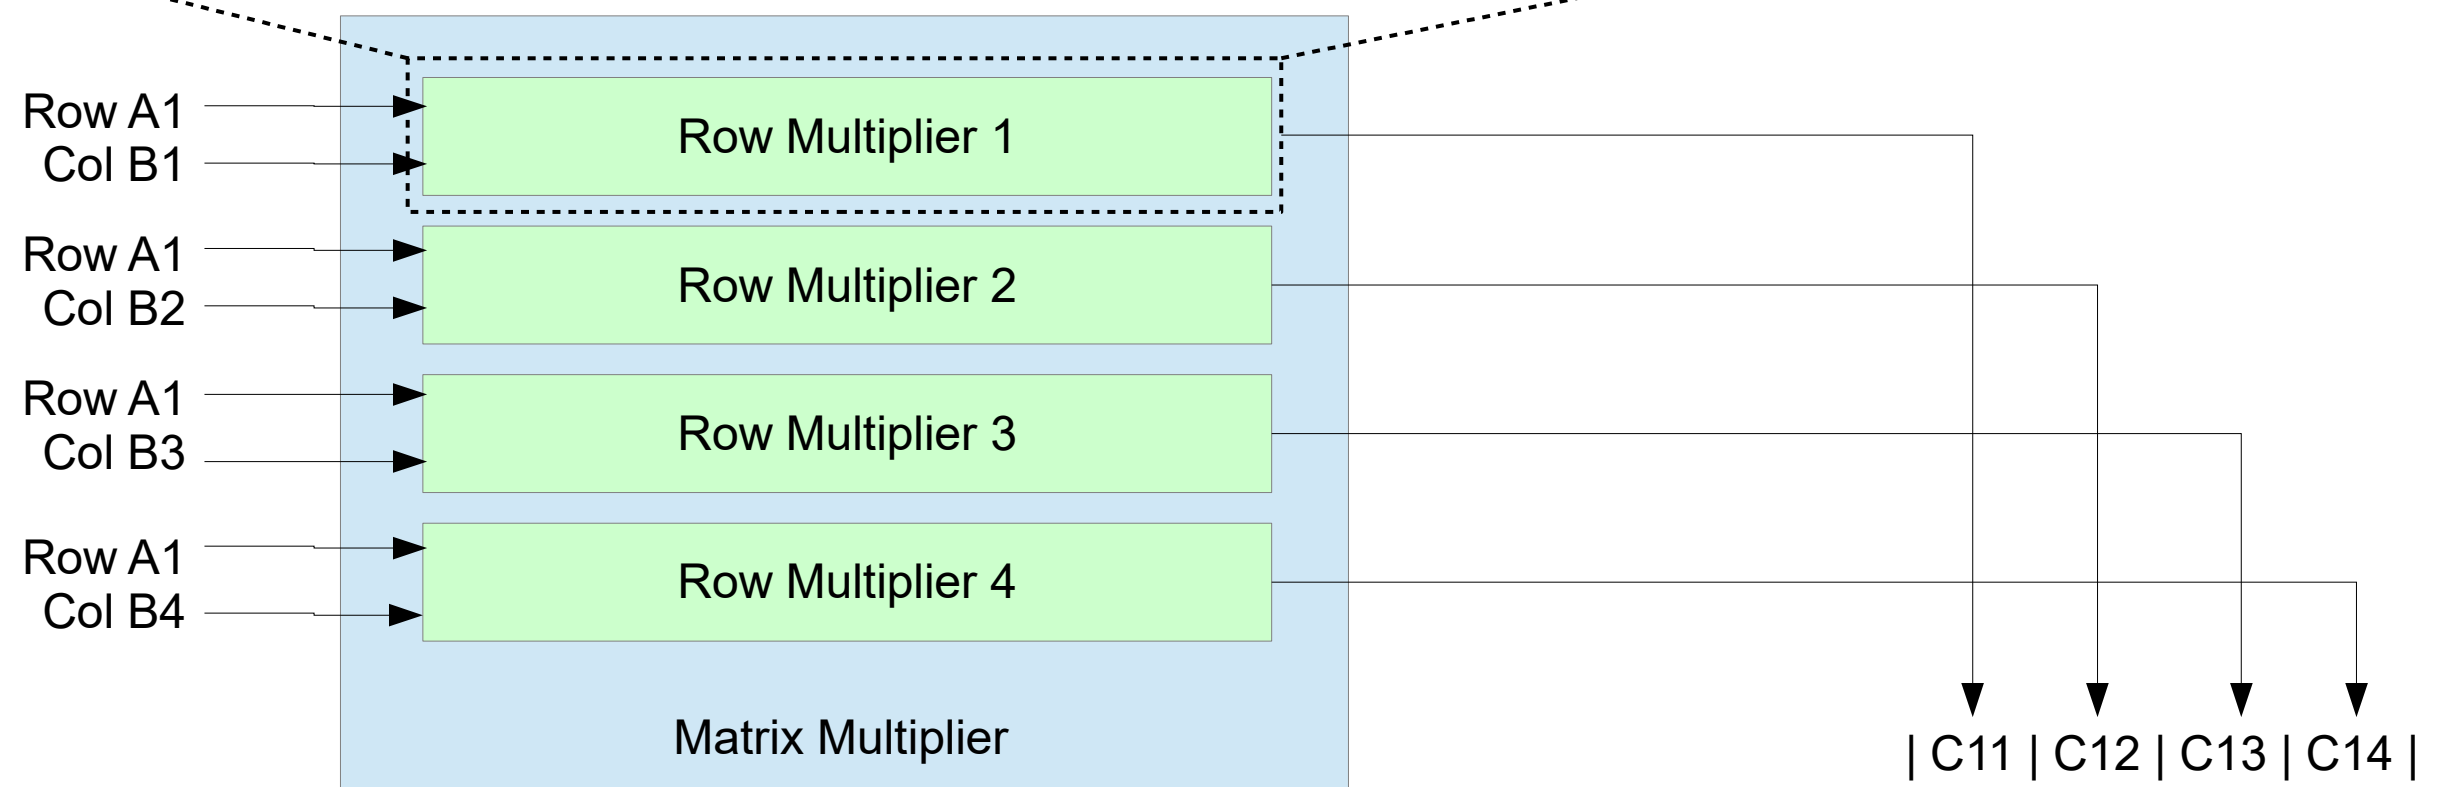 Row A1
Col B1
Row Multiplier 1
Row A1
Col B2
Row Multiplier 2
Row A1
Col B3
Row Multiplier 3
Row A1
Col B4
Row Multiplier 4
Matrix Multiplier
| C11 | C12 | C13 | C14 |